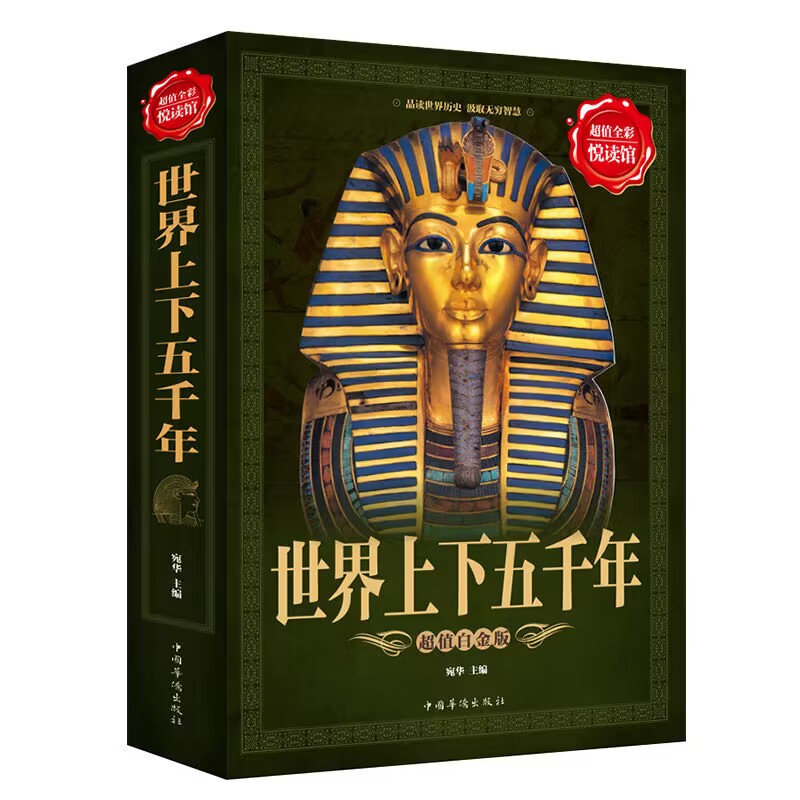 超值全彩
悦读馆
世界上下五千年
宛华 主编
中国华侨出版社
品读世界历史 汲取无穷智慧
超值全彩
悦读馆
世界上下五千年
超值白金版
宛华 主编
中国华侨出版社